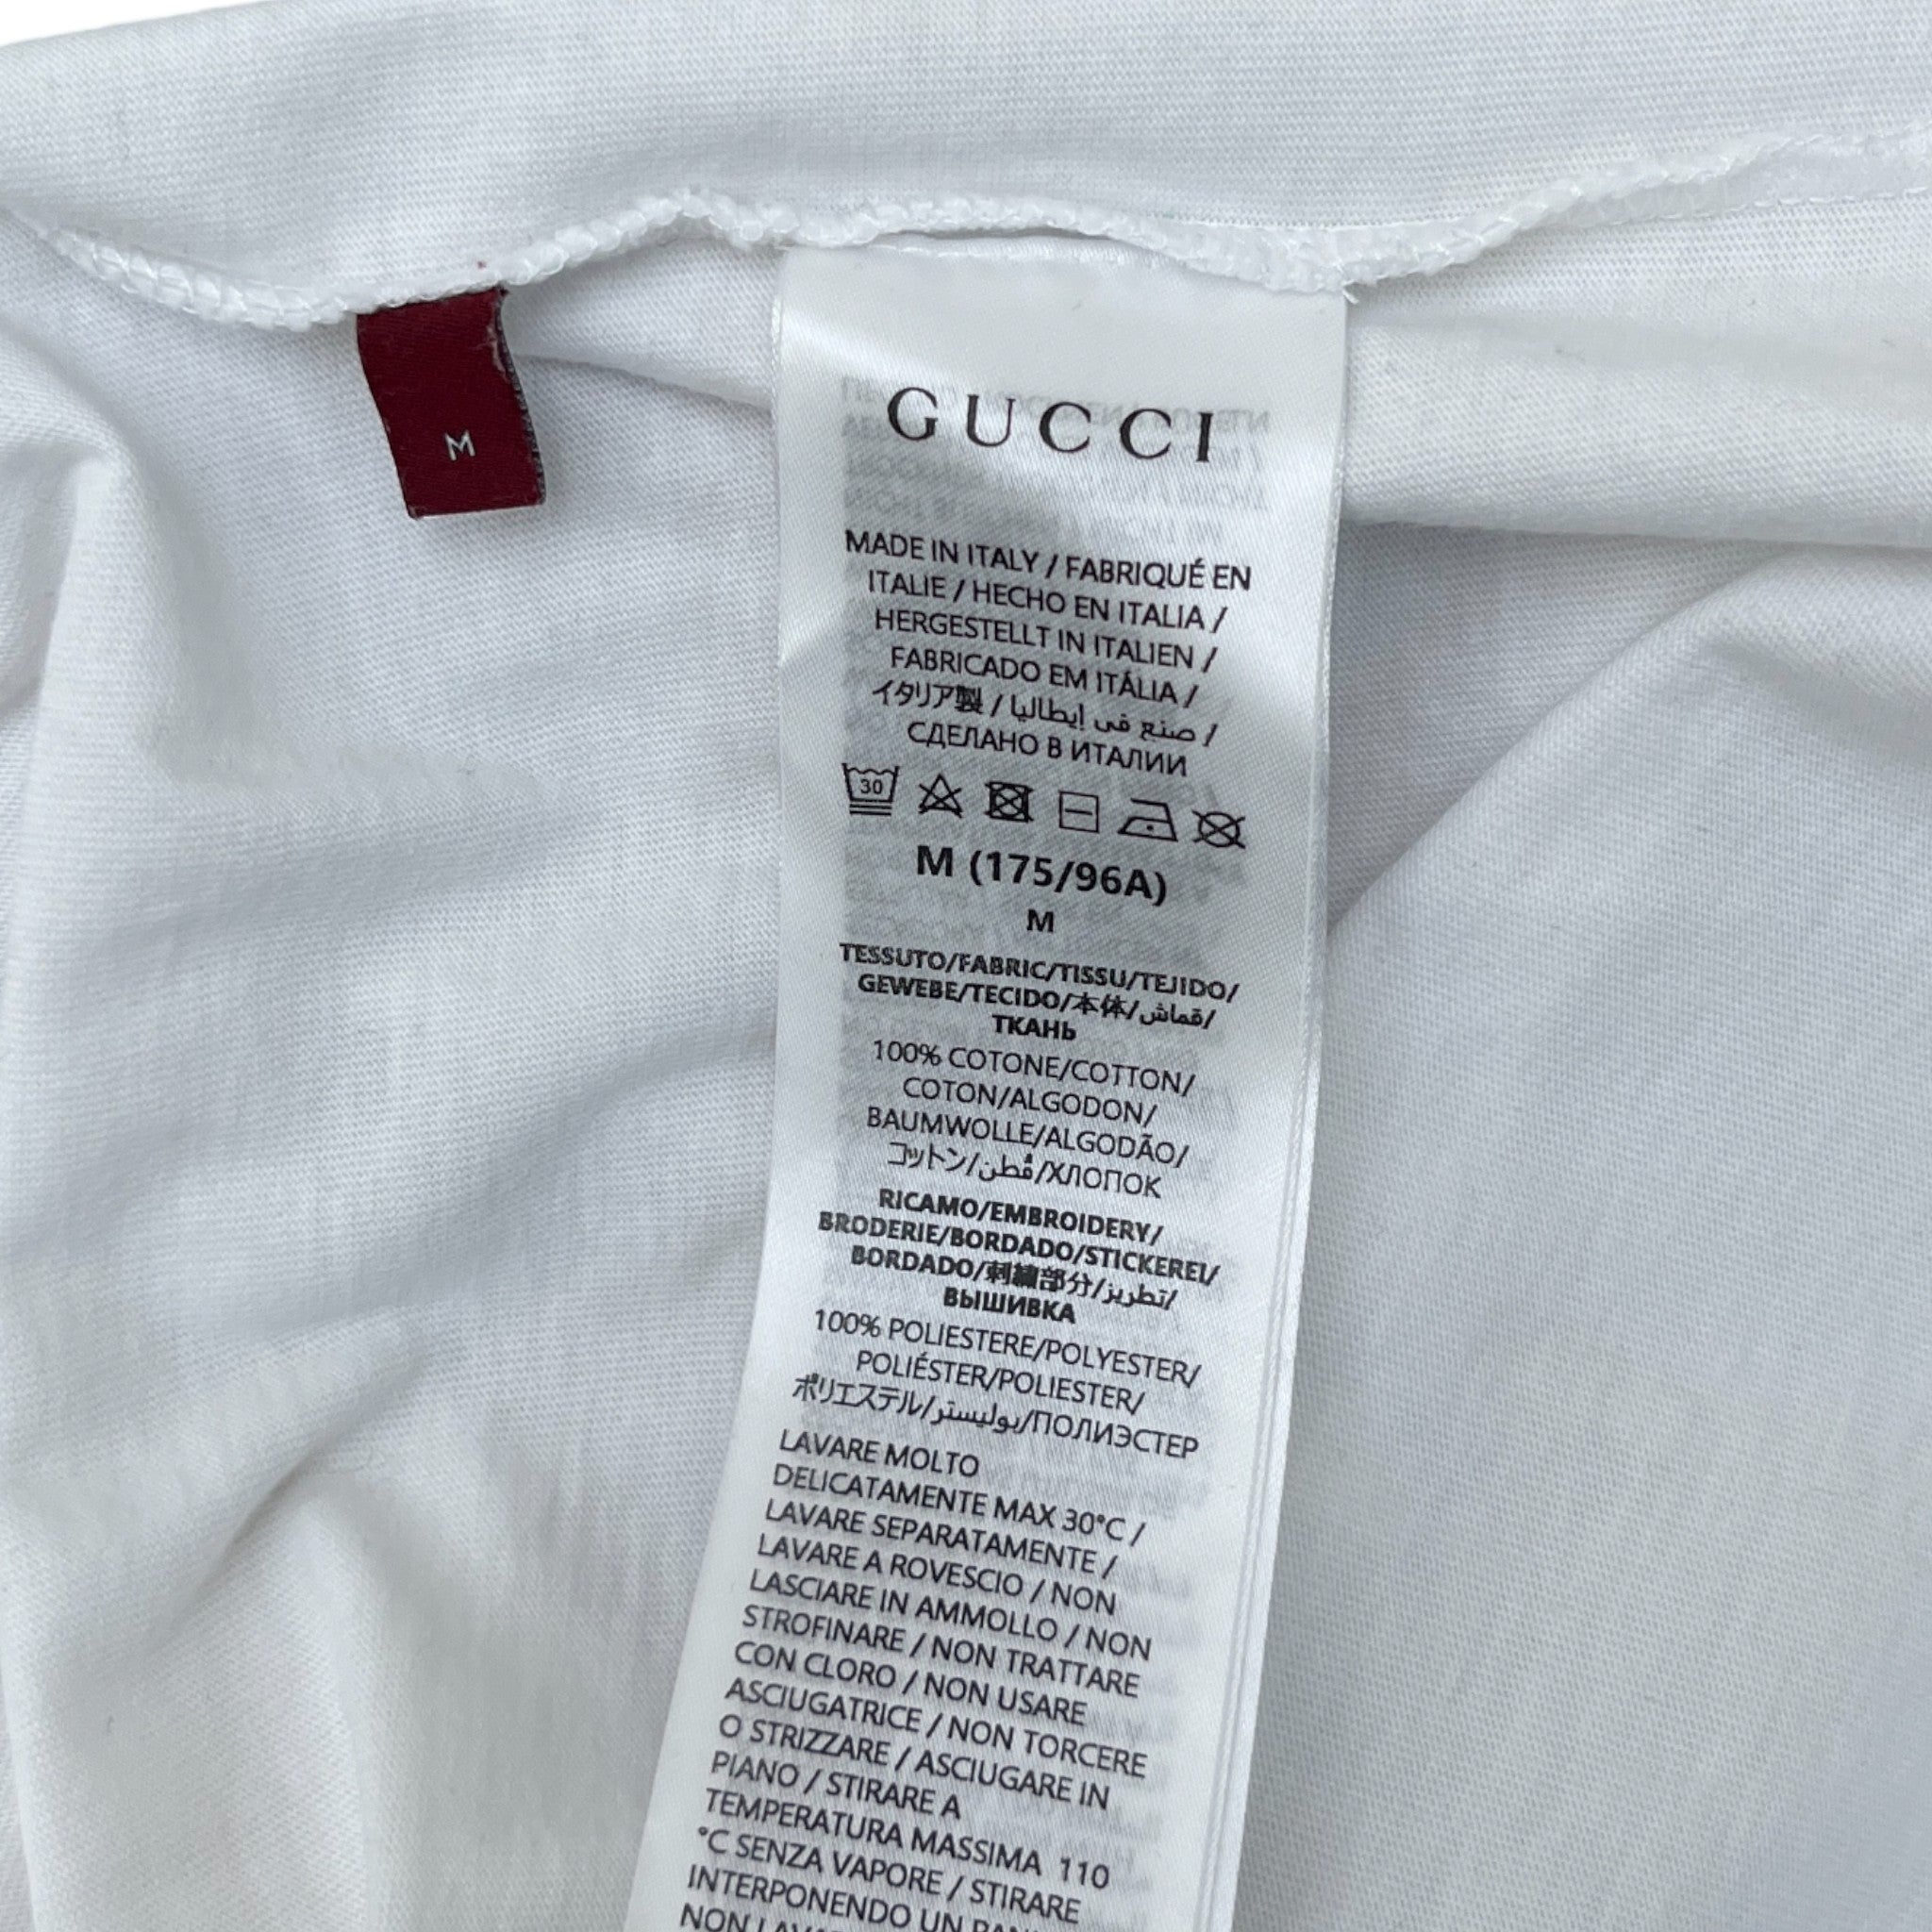 M
GUCCI
MADE IN ITALY / FABRIQUÉ EN
ITALIE / HECHO EN ITALIA /
HERGESTELLT IN ITALIEN /
FABRICADO EM ITÁLIA /
イタリア製 / صنع في إيطاليا /
СДЕЛАНО В ИТАЛИИ
30
M (175/96A)
M
TESSUTO/FABRIC/TISSU/TEJIDO/
GEWEBE/TECIDO/本体/قماش/
ТКАНЬ
100% COTONE/COTTON/
COTON/ALGODON/
BAUMWOLLE/ALGODÃO/
コットン/قُطن/ХЛОПОК
RICAMO/EMBROIDERY/
BRODERIE/BORDADO/STICKEREI/
BORDADO/刺繍部分/تطريز/
ВЫШИВКА
100% POLIESTERE/POLYESTER/
POLIÉSTER/POLIESTER/
ポリエステル/بوليستر/ПОЛИЭСТЕР
LAVARE MOLTO
DELICATAMENTE MAX 30°C /
LAVARE SEPARATAMENTE /
LAVARE A ROVESCIO / NON
LASCIARE IN AMMOLLO / NON
STROFINARE / NON TRATTARE
CON CLORO / NON USARE
ASCIUGATRICE / NON TORCERE
O STRIZZARE / ASCIUGARE IN
PIANO / STIRARE A
TEMPERATURA MASSIMA 110
°C SENZA VAPORE / STIRARE
INTERPONENDO UN
NON